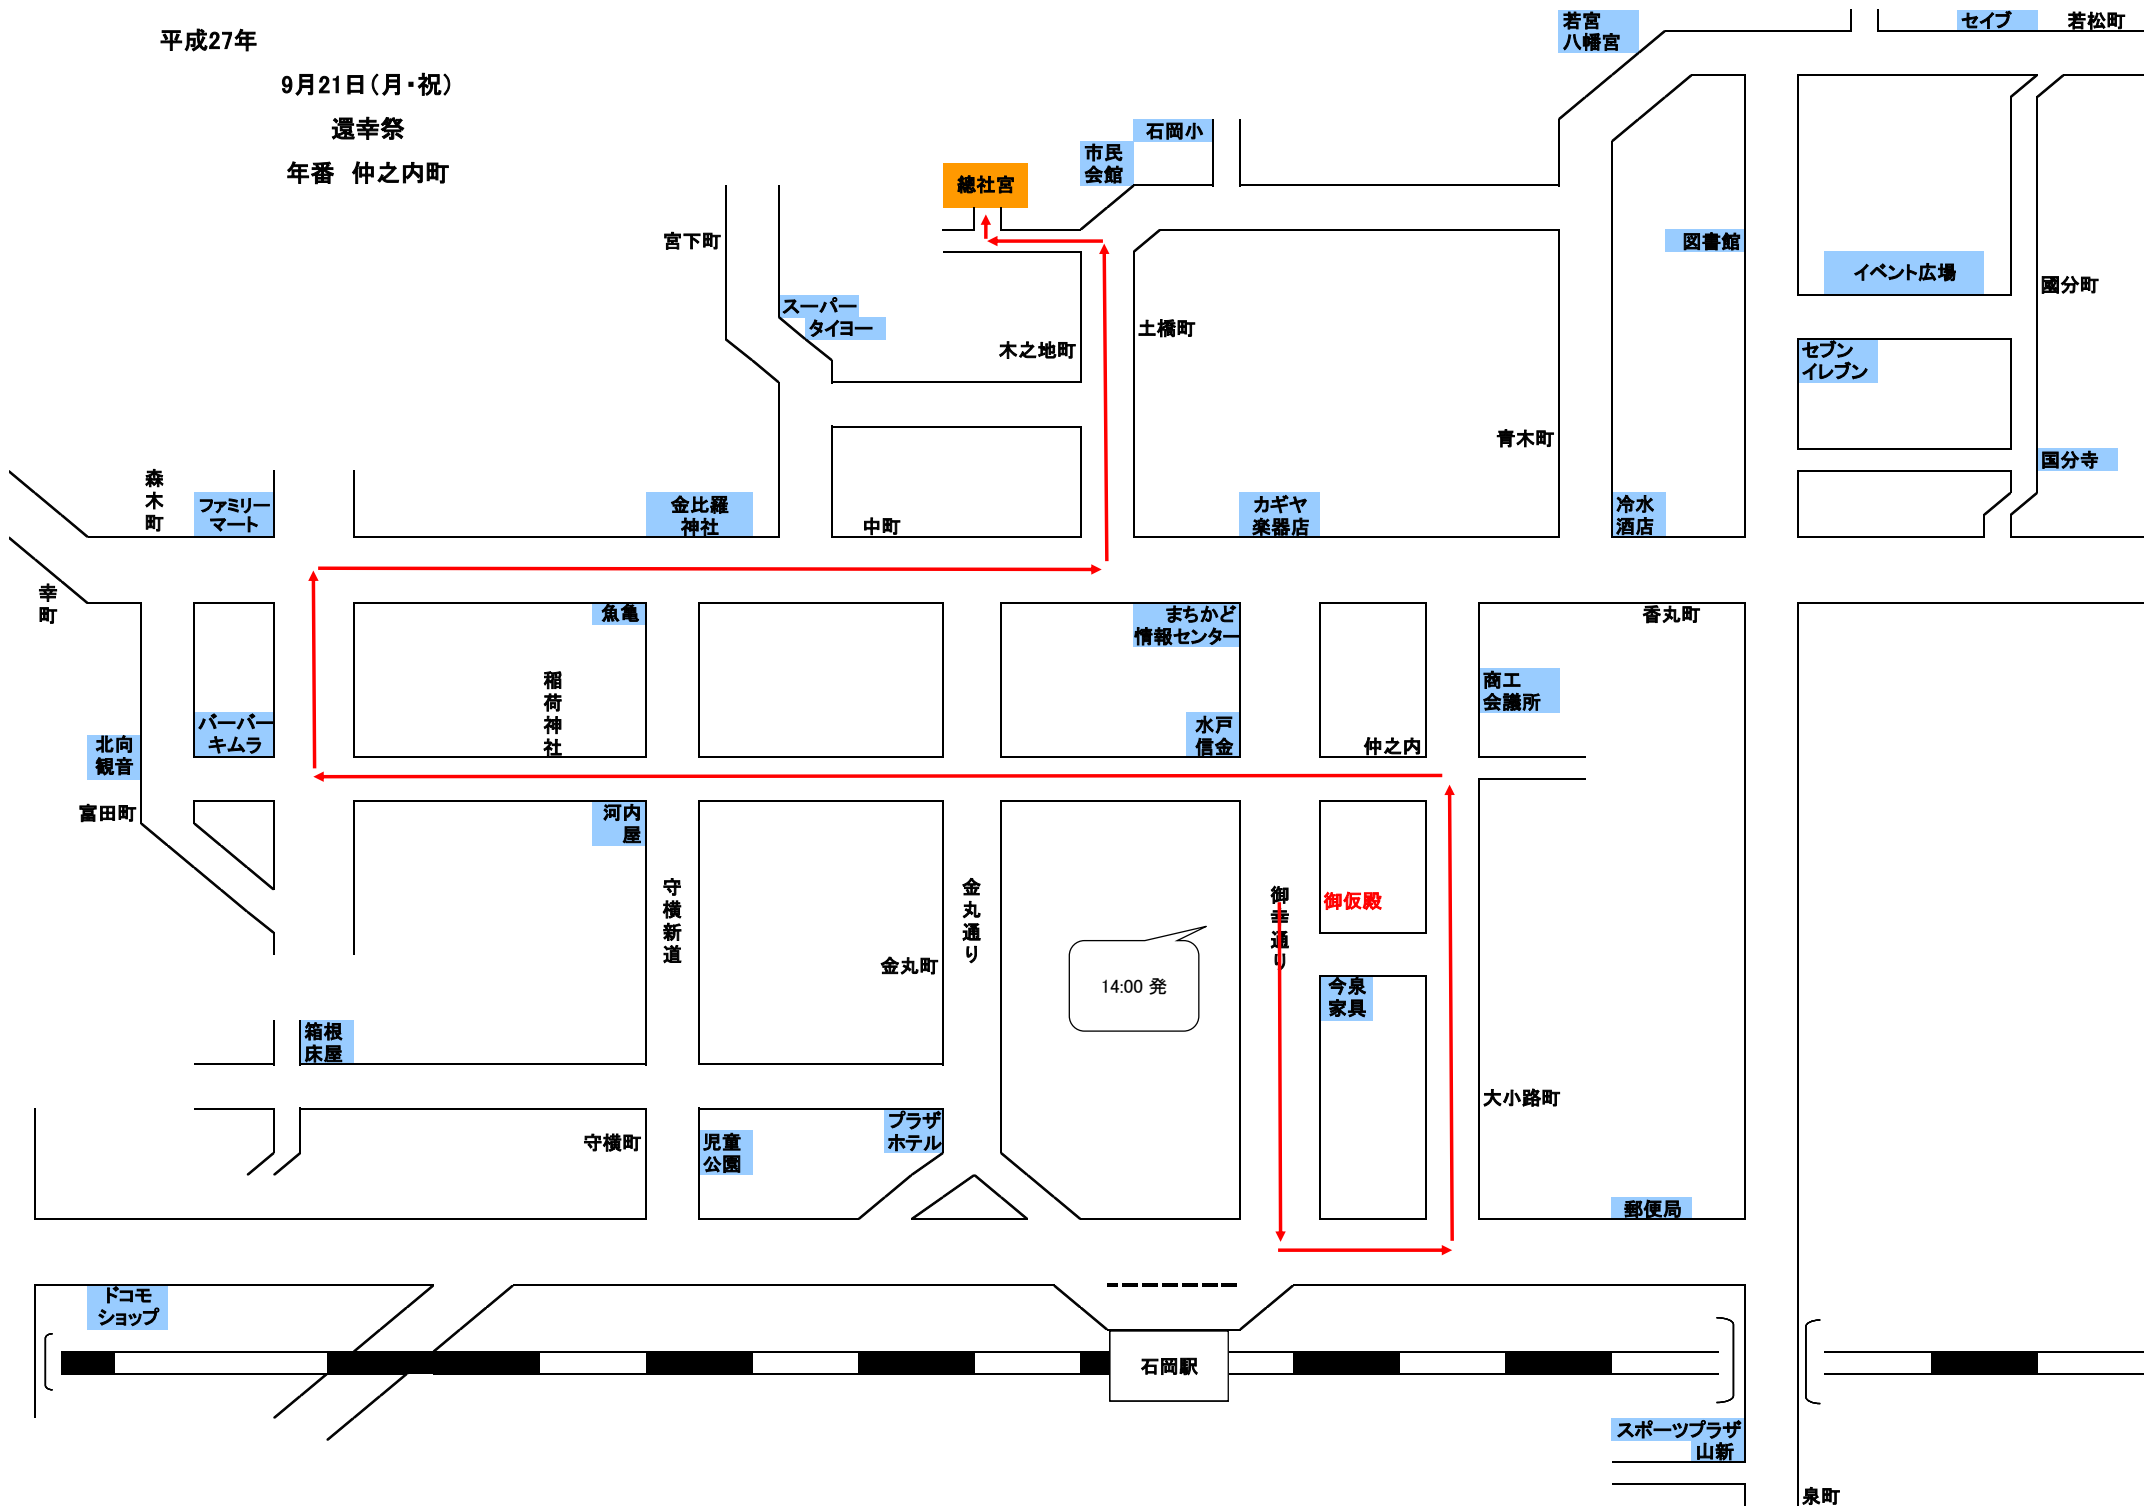 平成27年
9月21日(月・祝)
還幸祭
年番 仲之内町
若宮
八幡宮
セイブ
若松町
石岡小
市民
会館
總社宮
宮下町
図書館
イベント広場
國分町
スーパー
タイヨー
木之地町
土橋町
セブン
イレブン
青木町
国分寺
森木町
ファミリー
マート
金比羅
神社
中町
カギヤ
楽器店
冷水
酒店
幸町
魚亀
まちかど
情報センター
香丸町
稲荷神社
商工
会議所
バーバー
キムラ
北向
観音
水戸
信金
仲之内
富田町
河内
屋
守横新道
金丸通り
御幸通り
御仮殿
金丸町
14:00 発
今泉
家具
箱根
床屋
大小路町
守横町
児童
公園
プラザ
ホテル
郵便局
ドコモ
ショップ
石岡駅
スポーツプラザ
山新
泉町